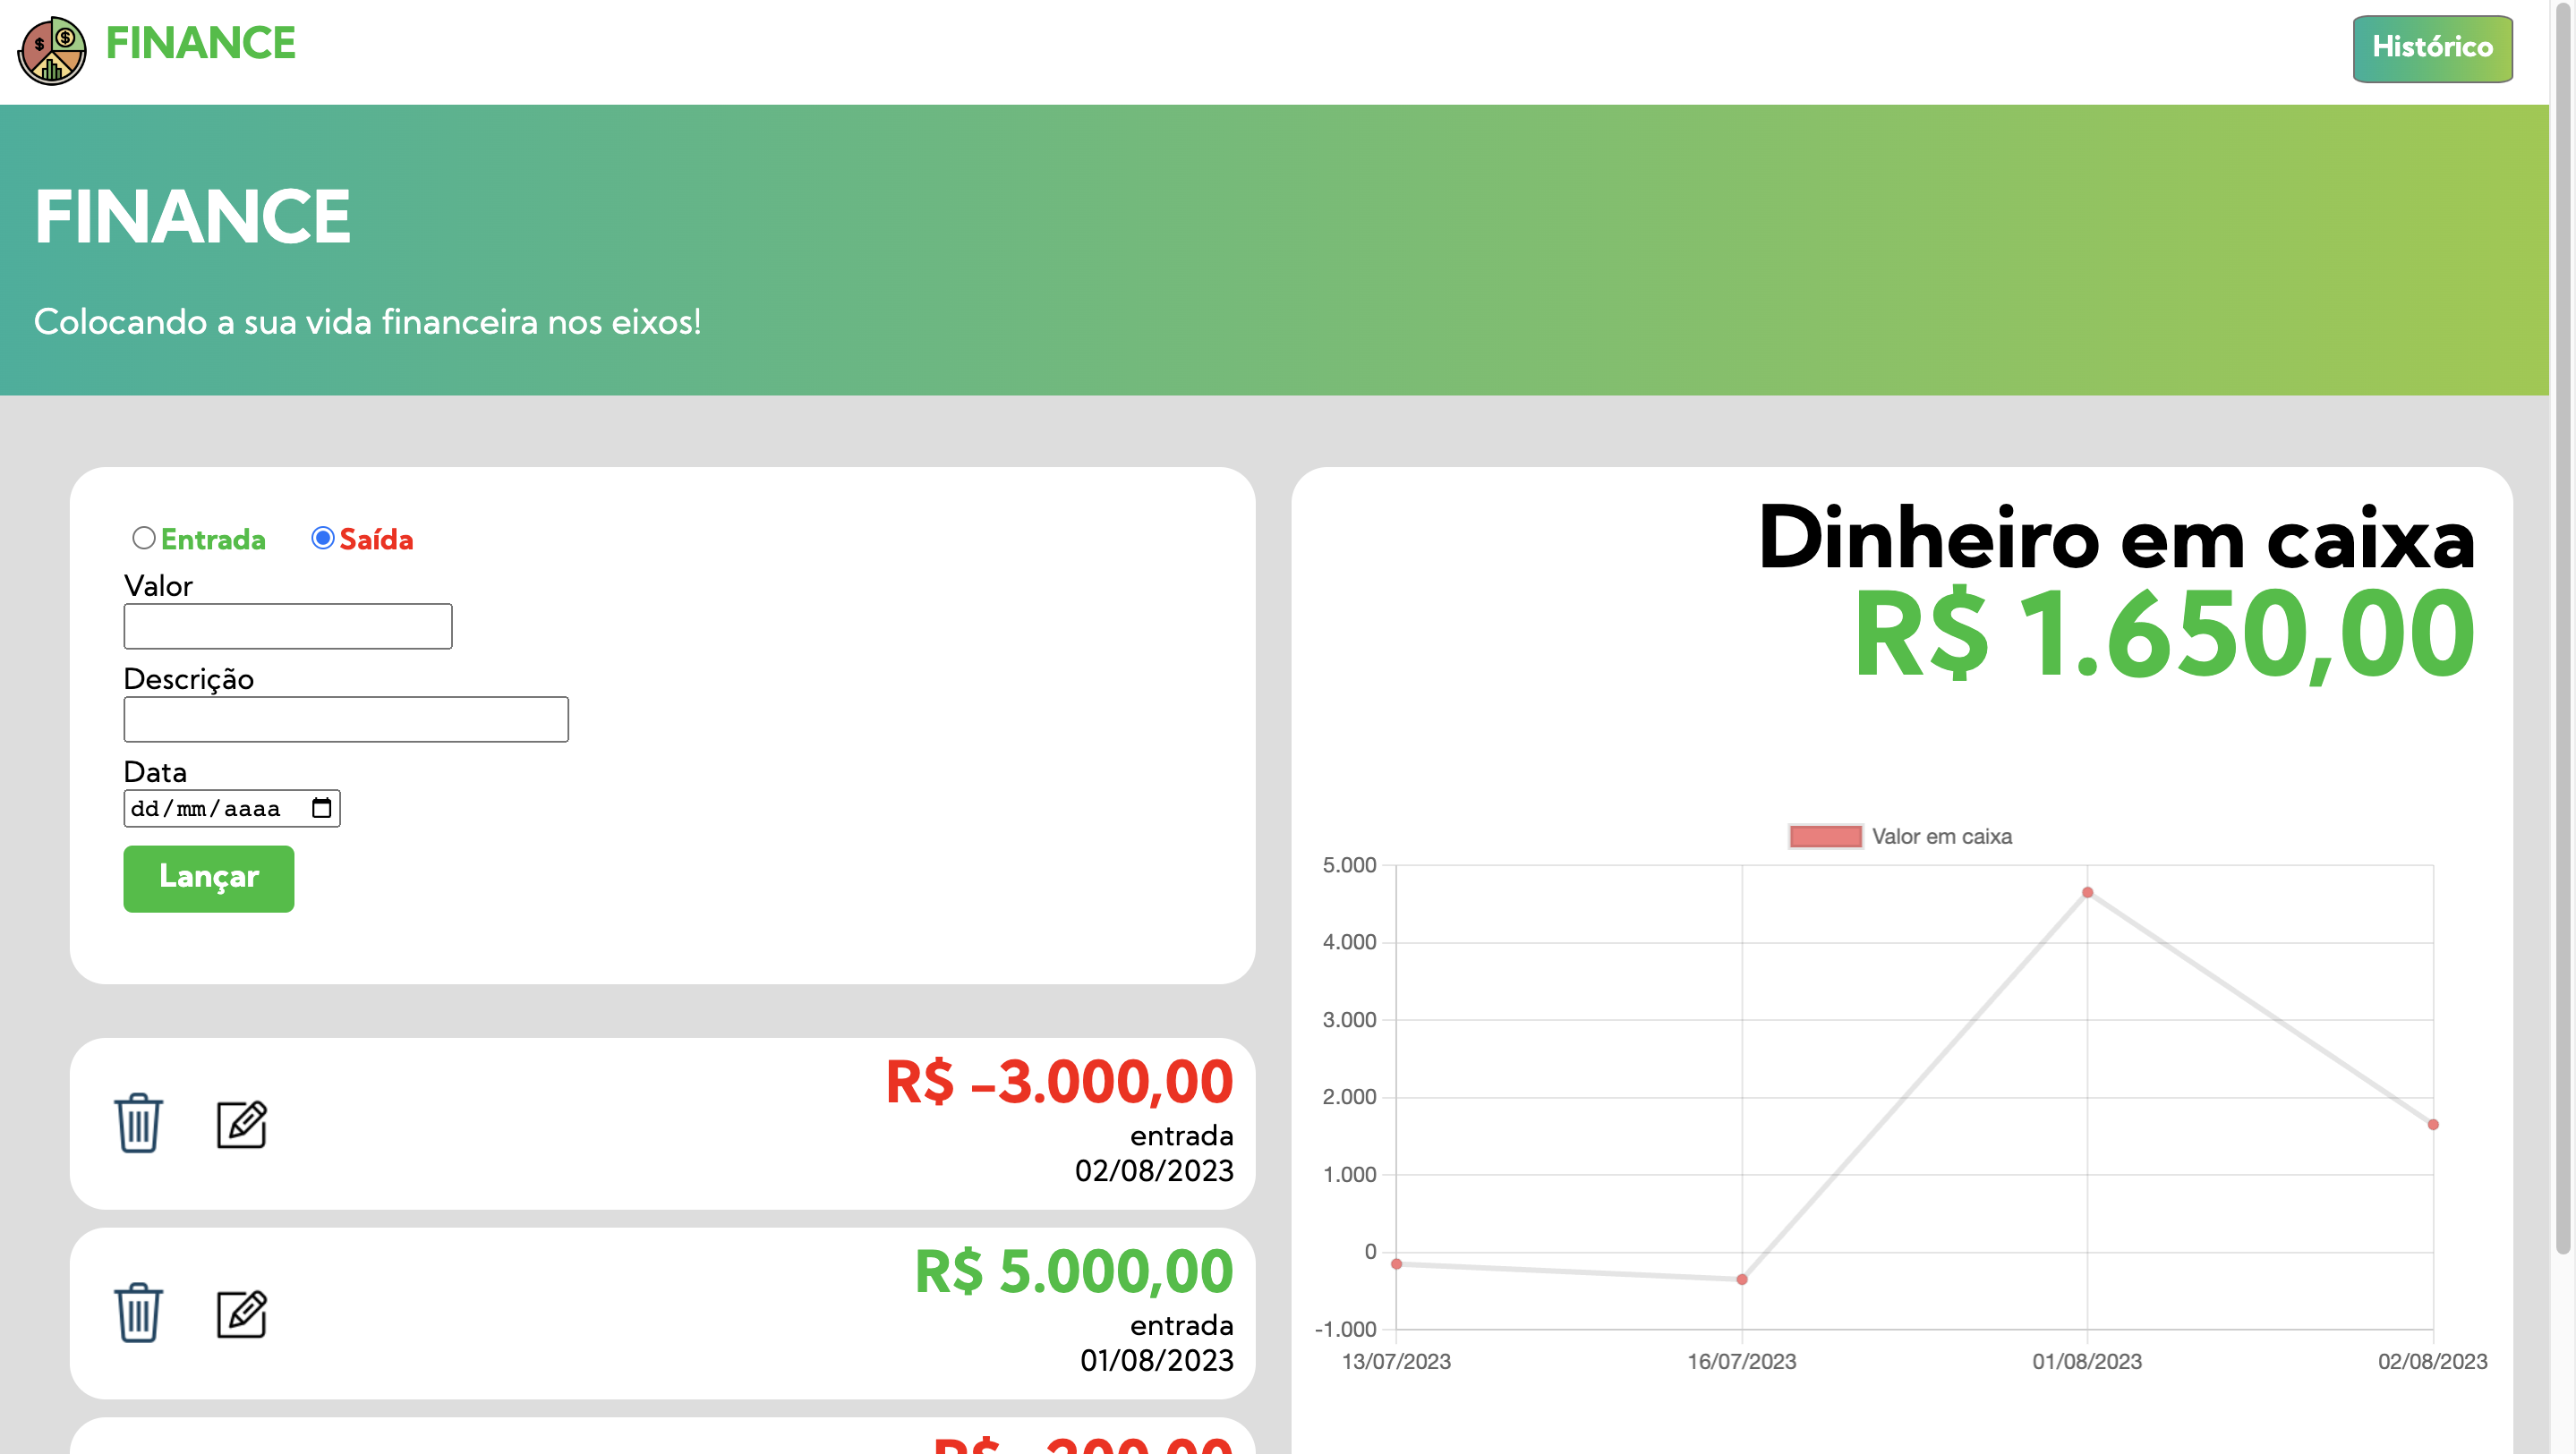 FINANCE
Histórico
FINANCE
Colocando a sua vida financeira nos eixos!
Entrada
Saída
Valor
Descrição
Data
dd/mm/aaaa
Lançar
R$ -3.000,00
entrada
02/08/2023
R$ 5.000,00
entrada
01/08/2023
R$ -200,00
Dinheiro em caixa
R$ 1.650,00
Valor em caixa
5.000
4.000
3.000
2.000
1.000
0
-1.000
13/07/2023
16/07/2023
01/08/2023
02/08/2023